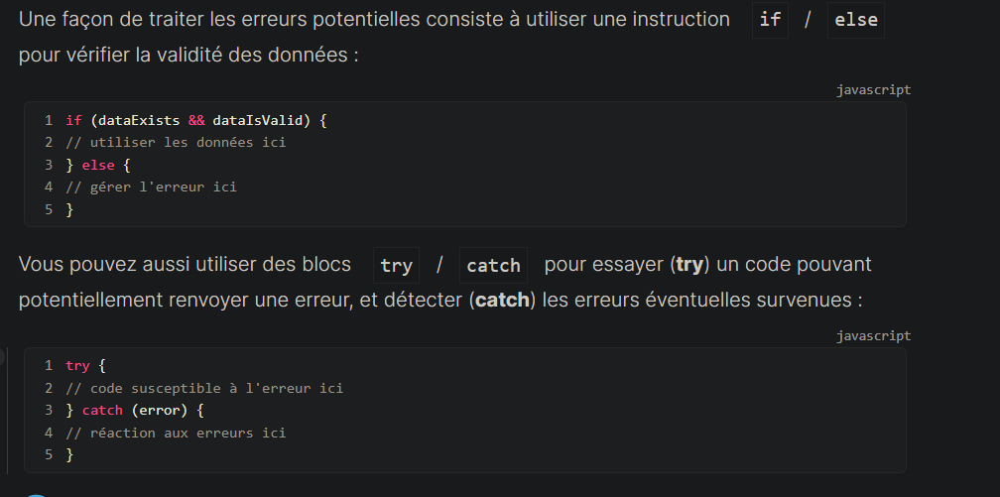 Une façon de traiter les erreurs potentielles consiste à utiliser une instruction if / else
pour vérifier la validité des données :
javascript
1 if (dataExists && dataIsValid) {
2 // utiliser les données ici
3 } else {
4 // gérer l'erreur ici
5 }
Vous pouvez aussi utiliser des blocs try / catch pour essayer (try) un code pouvant
potentiellement renvoyer une erreur, et détecter (catch) les erreurs éventuelles survenues :
javascript
1 try {
2 // code susceptible à l'erreur ici
3 } catch (error) {
4 // réaction aux erreurs ici
5 }